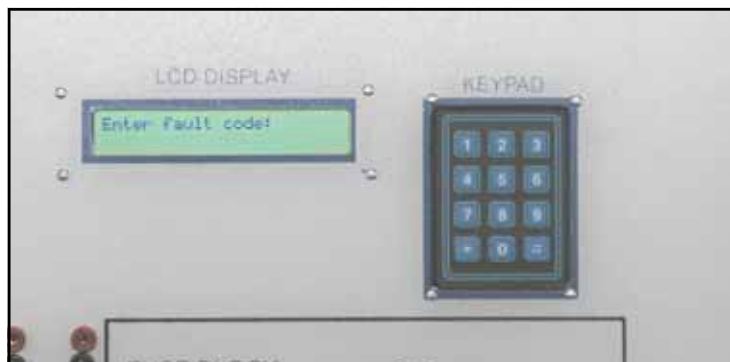 LCD DISPLAY
KEYPAD
Enter fault code:
1 2 3
4 5 6
7 8 9
0